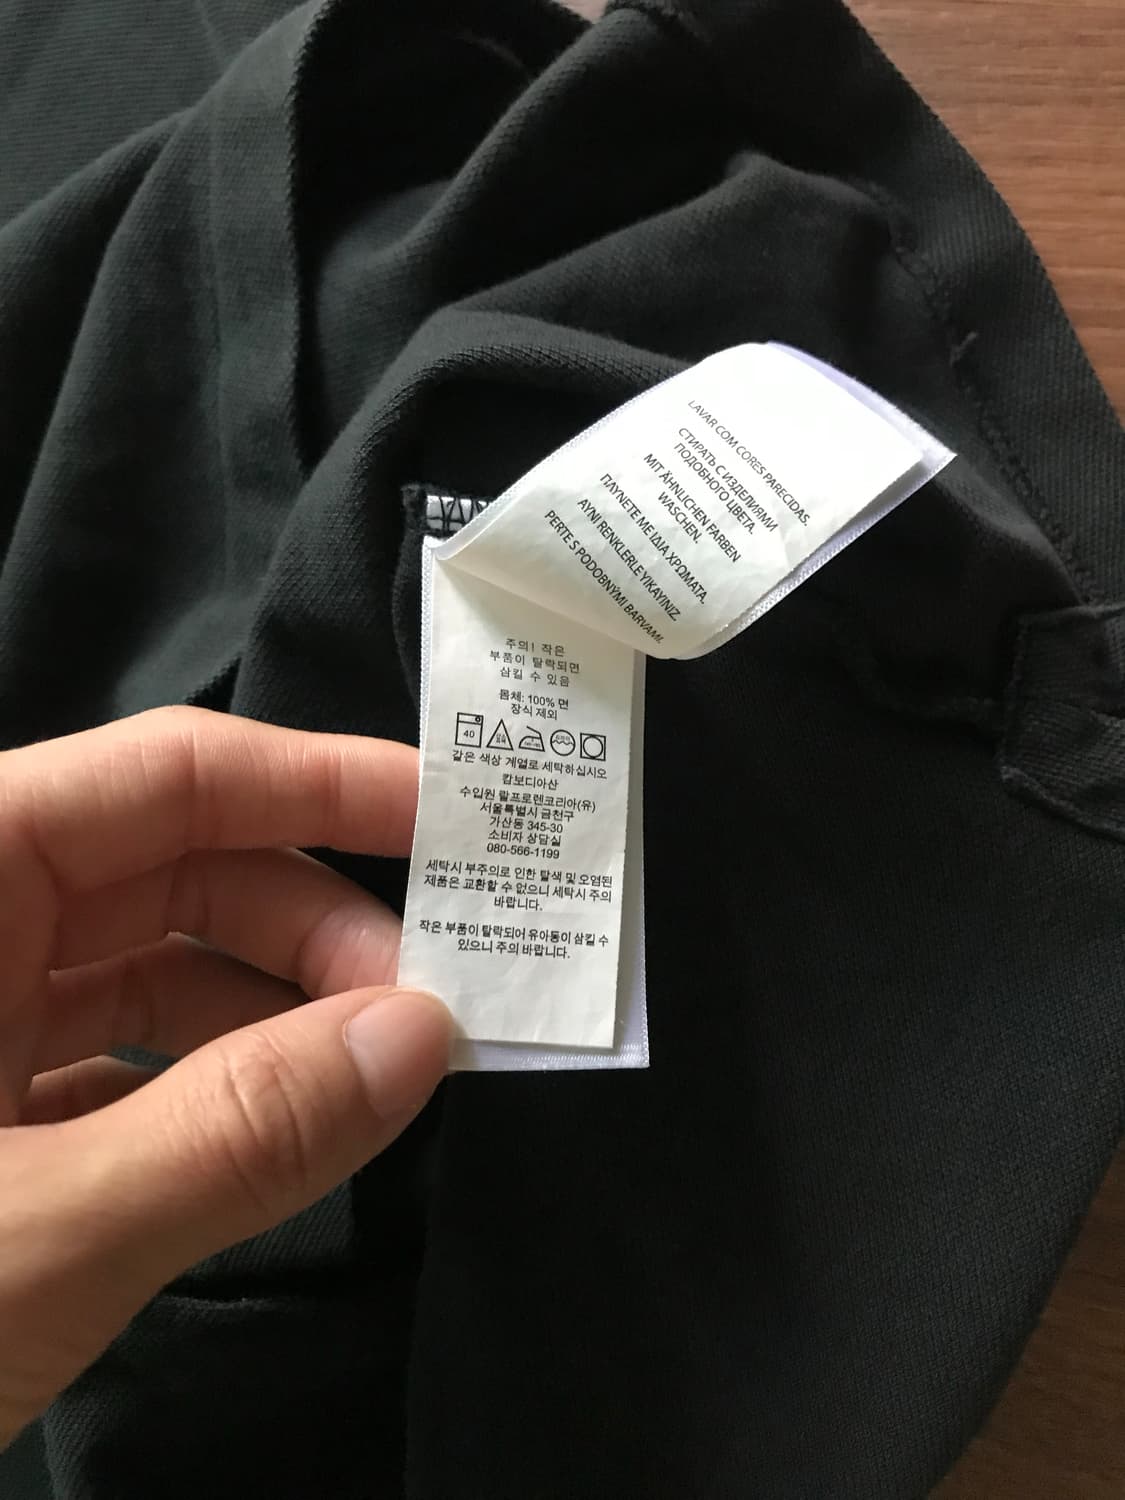 LAVAR COM CORES PARECIDAS.
СТИРАТЬ С ИЗДЕЛИЯМИ
ПОДОБНОГО ЦВЕТА.
MIT ÄHNLICHEN FARBEN
WASCHEN.
ΠΛΥΝΕΤΕ ΜΕ ΙΔΙΑ ΧΡΩΜΑΤΑ.
AYNI RENKLERLE YIKAYINIZ.
PERTE S PODOBNÝMI BARVAMI.
주의! 작은
부품이 탈락되면
삼킬 수 있음
몸체: 100% 면
장식 제외
40
같은 색상 계열로 세탁하십시오
캄보디아산
수입원 랄프로렌코리아(유)
서울특별시 금천구
가산동 345-30
소비자 상담실
080-566-1199
세탁시 부주의로 인한 탈색 및 오염된
제품은 교환할 수 없으니 세탁시 주의
바랍니다.
작은 부품이 탈락되어 유아동이 삼킬 수
있으니 주의 바랍니다.